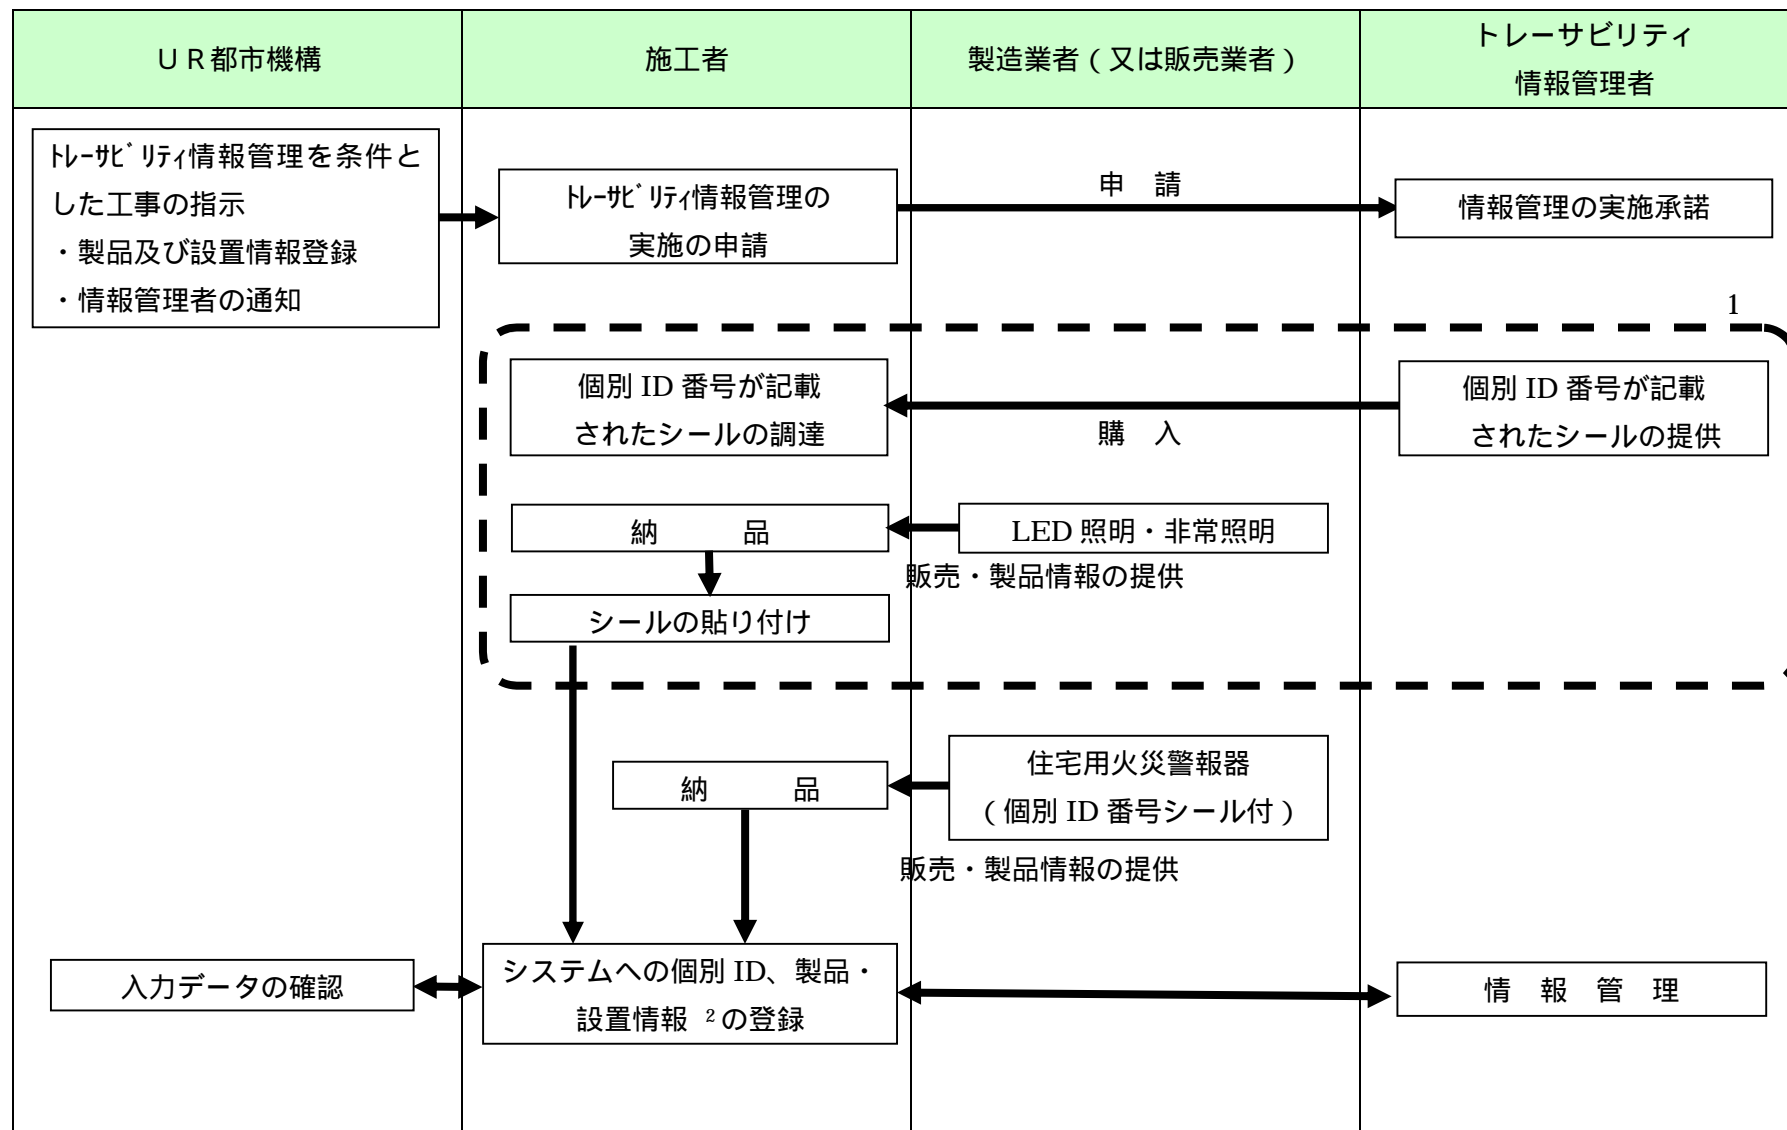 ＵＲ都市機構
施工者
製造業者（又は販売業者）
トレーサビリティ
情報管理者
ﾄﾚｰｻﾋﾞﾘﾃｨ情報管理を条件と
した工事の指示
・製品及び設置情報登録
・情報管理者の通知
ﾄﾚｰｻﾋﾞﾘﾃｨ情報管理の
実施の申請
申　請
情報管理の実施承諾
1
個別 ID 番号が記載
されたシールの調達
購　入
個別 ID 番号が記載
されたシールの提供
納　　　品
LED 照明・非常照明
販売・製品情報の提供
シールの貼り付け
納　　　品
住宅用火災警報器
（個別 ID 番号シール付）
販売・製品情報の提供
入力データの確認
システムへの個別 ID、製品・
設置情報 ²の登録
情　報　管　理